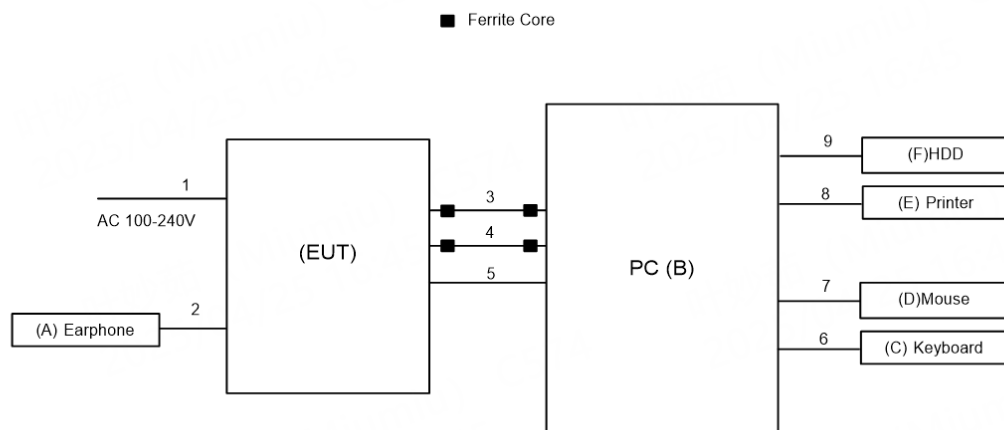 Ferrite Core
1
AC 100-240V
(EUT)
3
4
5
PC (B)
9
(F)HDD
8
(E) Printer
2
(A) Earphone
7
(D)Mouse
6
(C) Keyboard